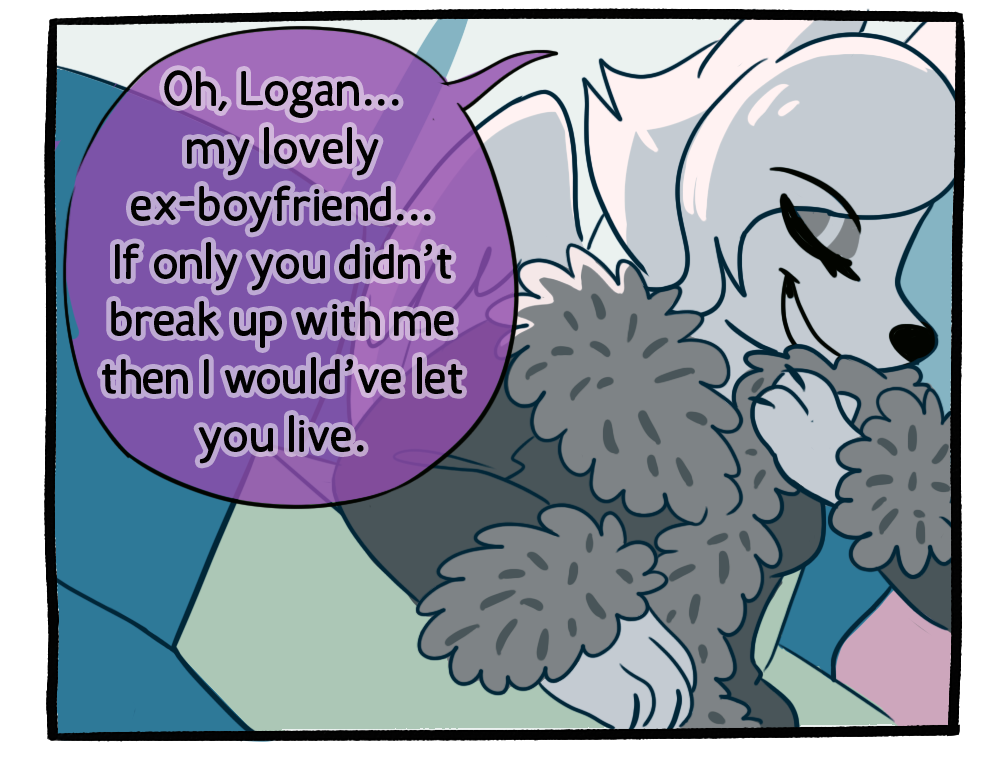 Oh, Logan...
my lovely
ex-boyfriend...
If only you didn't
break up with me
then I would've let
you live.